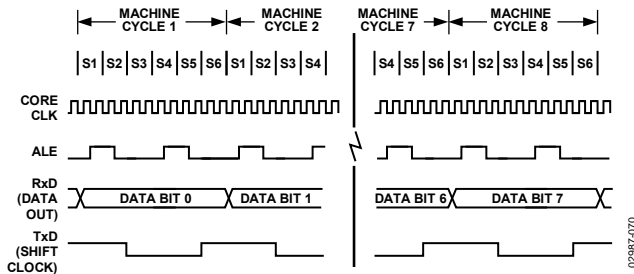 MACHINE CYCLE 1
MACHINE CYCLE 2
MACHINE CYCLE 7
MACHINE CYCLE 8
S1 S2 S3 S4 S5 S6 S1 S2 S3 S4
S4 S5 S6 S1 S2 S3 S4 S5 S6
CORE CLK
ALE
RxD (DATA OUT)
DATA BIT 0
DATA BIT 1
DATA BIT 6
DATA BIT 7
TxD (SHIFT CLOCK)
02987-070